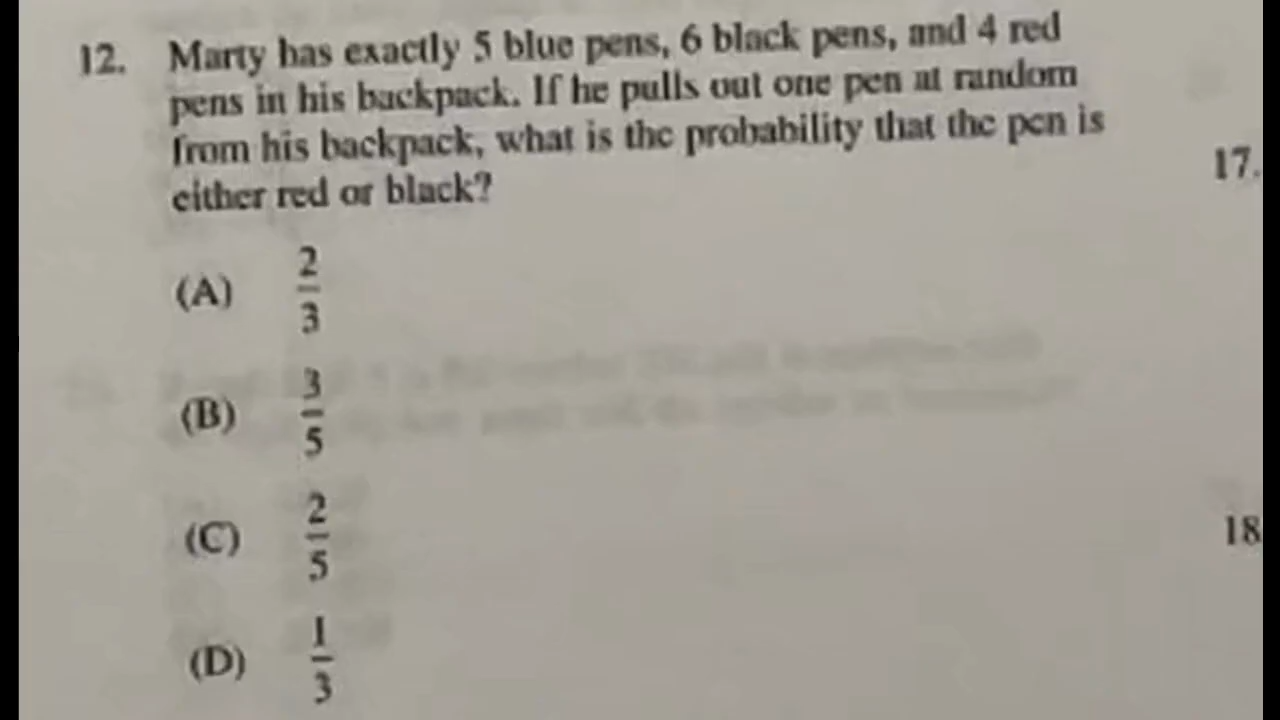 12. Marty has exactly 5 blue pens, 6 black pens, and 4 red
pens in his backpack. If he pulls out one pen at random
from his backpack, what is the probability that the pen is
either red or black?
(A) 2/3
(B) 3/5
(C) 2/5
(D) 1/3
17.
18